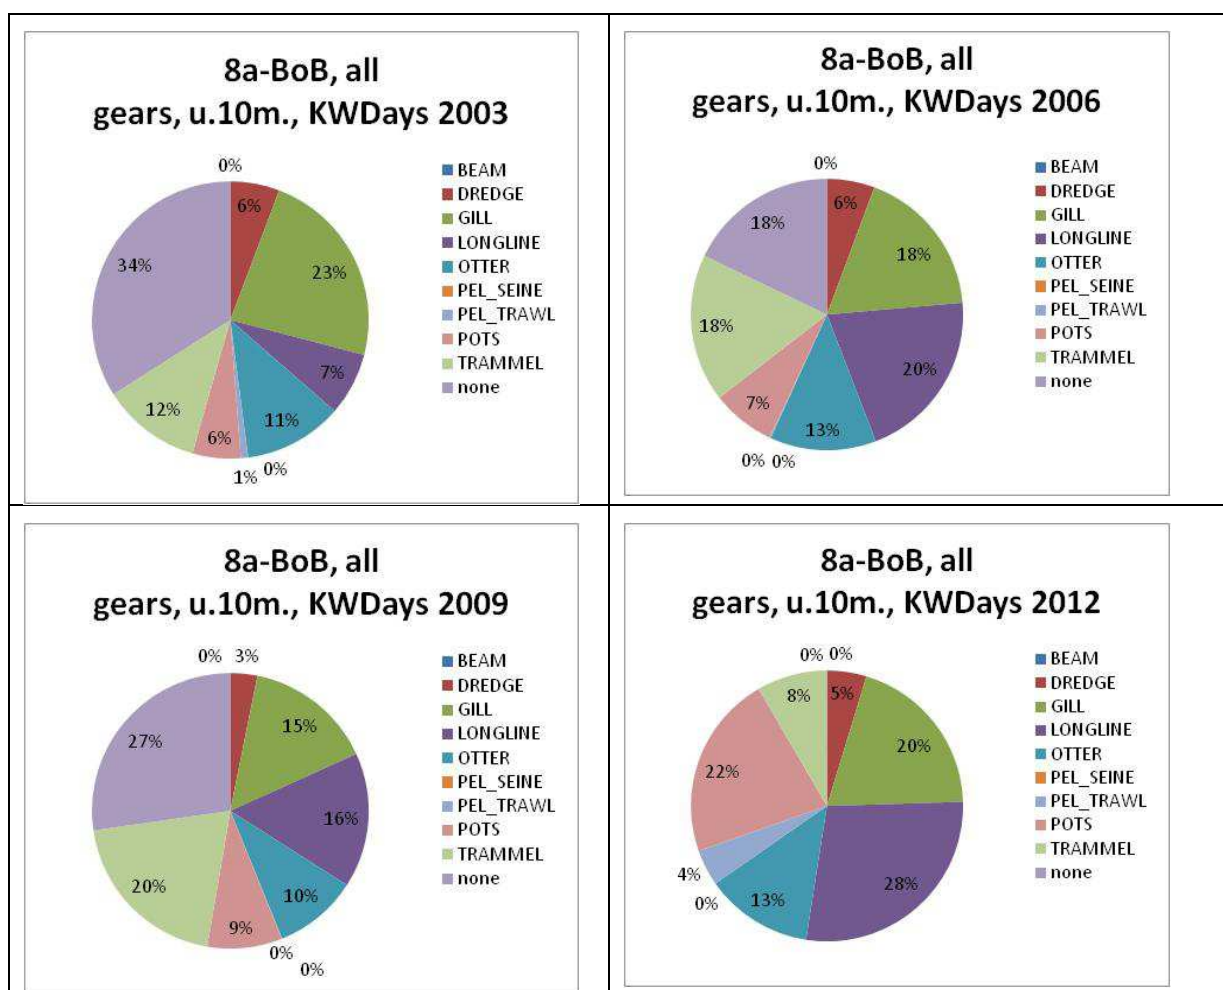 8a-BoB, all
gears, u.10m., KWDays 2003
0%
6%
23%
7%
11%
0%
1%
6%
12%
34%
BEAM
DREDGE
GILL
LONGLINE
OTTER
PEL_SEINE
PEL_TRAWL
POTS
TRAMMEL
none
8a-BoB, all
gears, u.10m., KWDays 2006
0%
6%
18%
20%
13%
0% 0%
7%
18%
18%
BEAM
DREDGE
GILL
LONGLINE
OTTER
PEL_SEINE
PEL_TRAWL
POTS
TRAMMEL
none
8a-BoB, all
gears, u.10m., KWDays 2009
0% 3%
15%
16%
10%
0%
0%
9%
20%
27%
BEAM
DREDGE
GILL
LONGLINE
OTTER
PEL_SEINE
PEL_TRAWL
POTS
TRAMMEL
none
8a-BoB, all
gears, u.10m., KWDays 2012
0% 0%
5%
20%
28%
13%
0%
4%
22%
8%
BEAM
DREDGE
GILL
LONGLINE
OTTER
PEL_SEINE
PEL_TRAWL
POTS
TRAMMEL
none